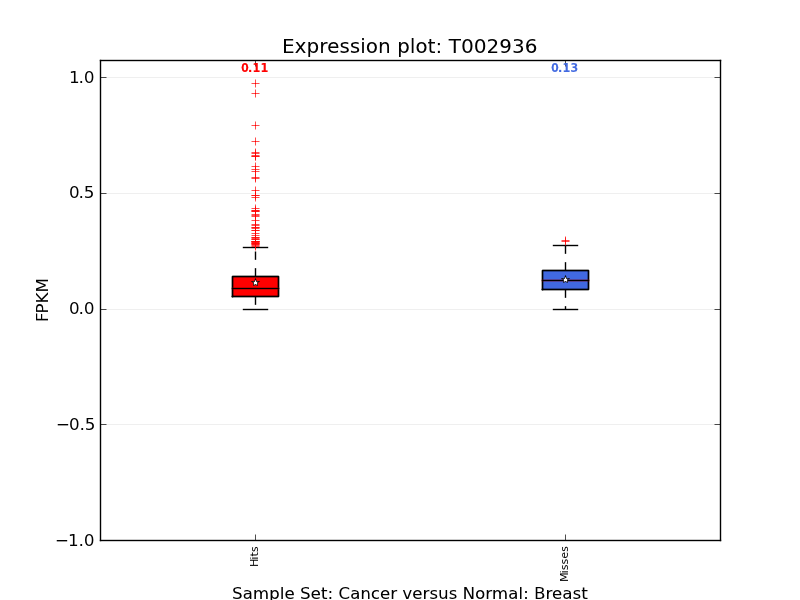 Expression plot: T002936
0.11 0.13
1.0
0.5
0.0
−0.5
−1.0
FPKM
Hits
Misses
Sample Set: Cancer versus Normal: Breast